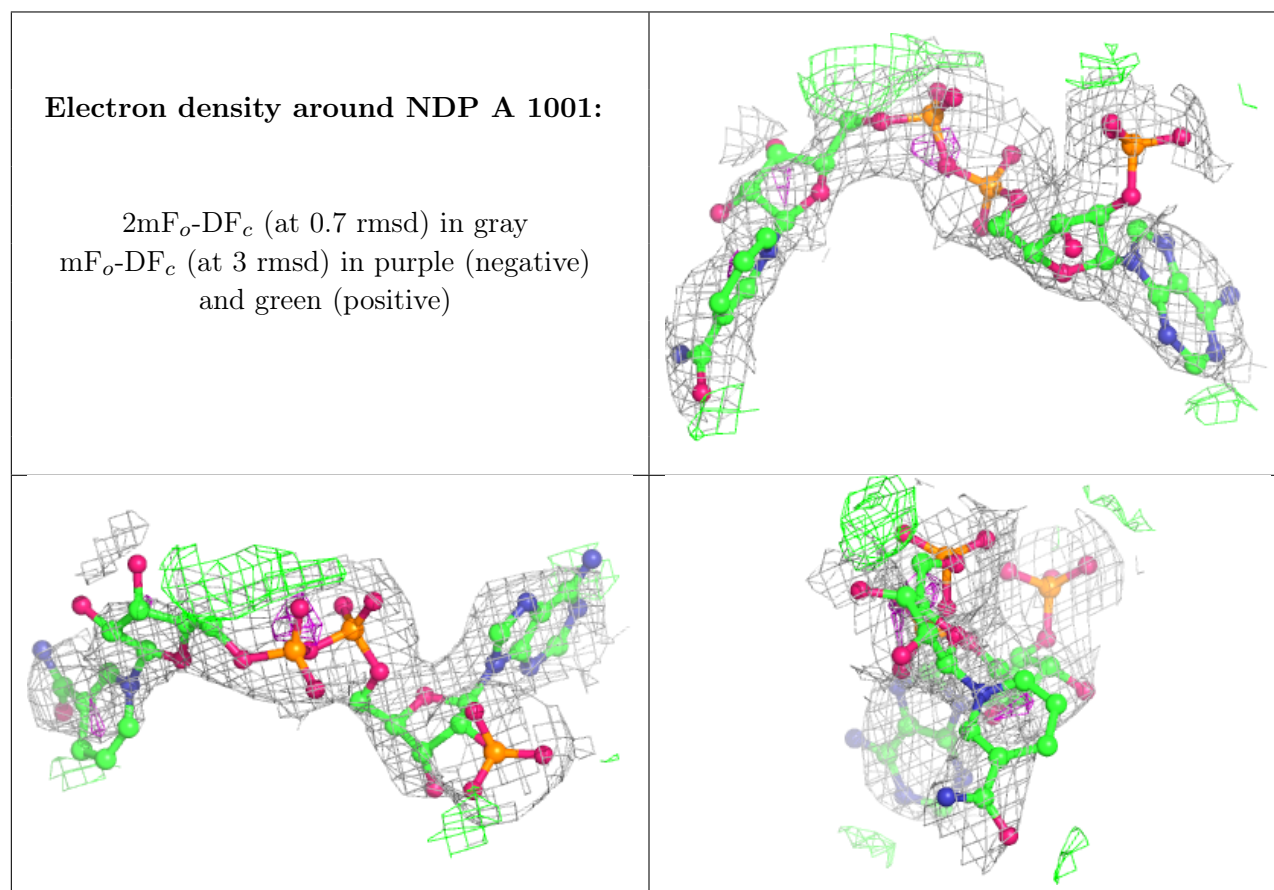 Electron density around NDP A 1001:
2mFo-DFc (at 0.7 rmsd) in gray
mFo-DFc (at 3 rmsd) in purple (negative)
and green (positive)